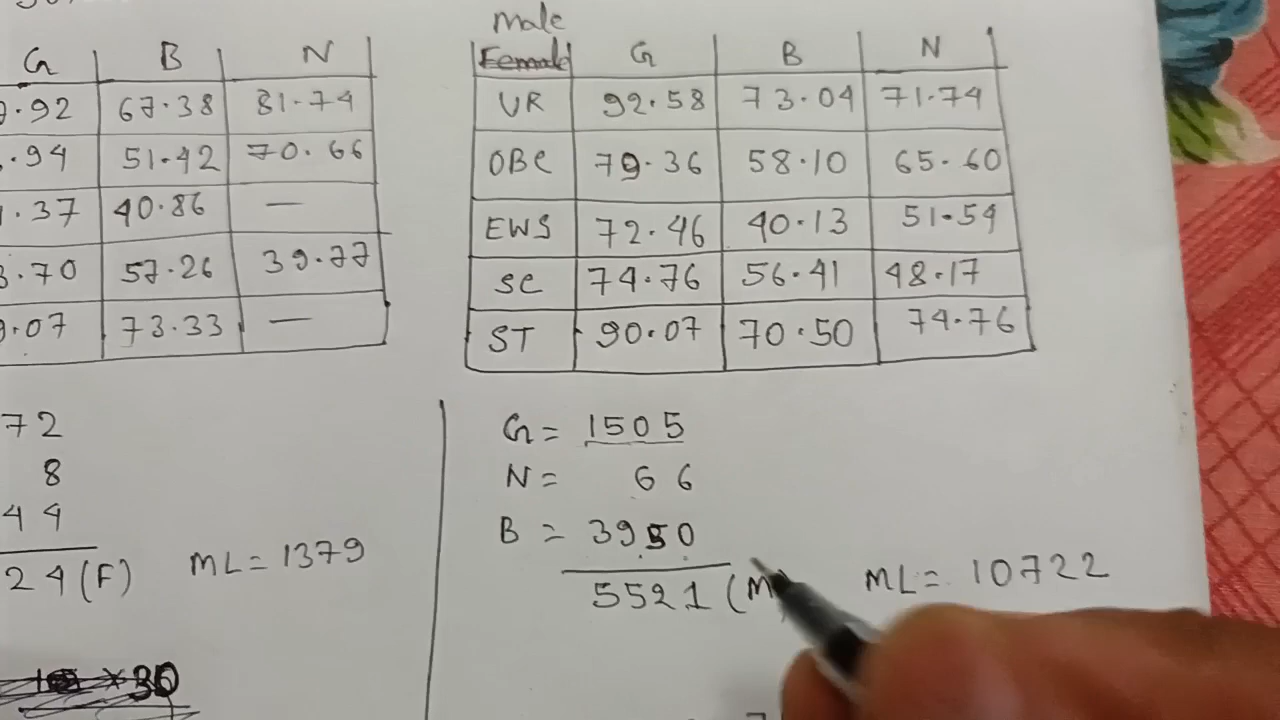 G B N
.92 67.38 81.74
.94 51.42 70.66
.37 40.86 —
.70 57.26 39.77
.07 73.33 —
72
8
44
24 (F) ML = 1379
30
Male
Female G B N
UR 92.58 73.04 71.74
OBC 79.36 58.10 65.60
EWS 72.46 40.13 51.54
SC 74.76 56.41 48.17
ST 90.07 70.50 74.76
G = 1505
N = 66
B = 3950
5521 (M) ML = 10722